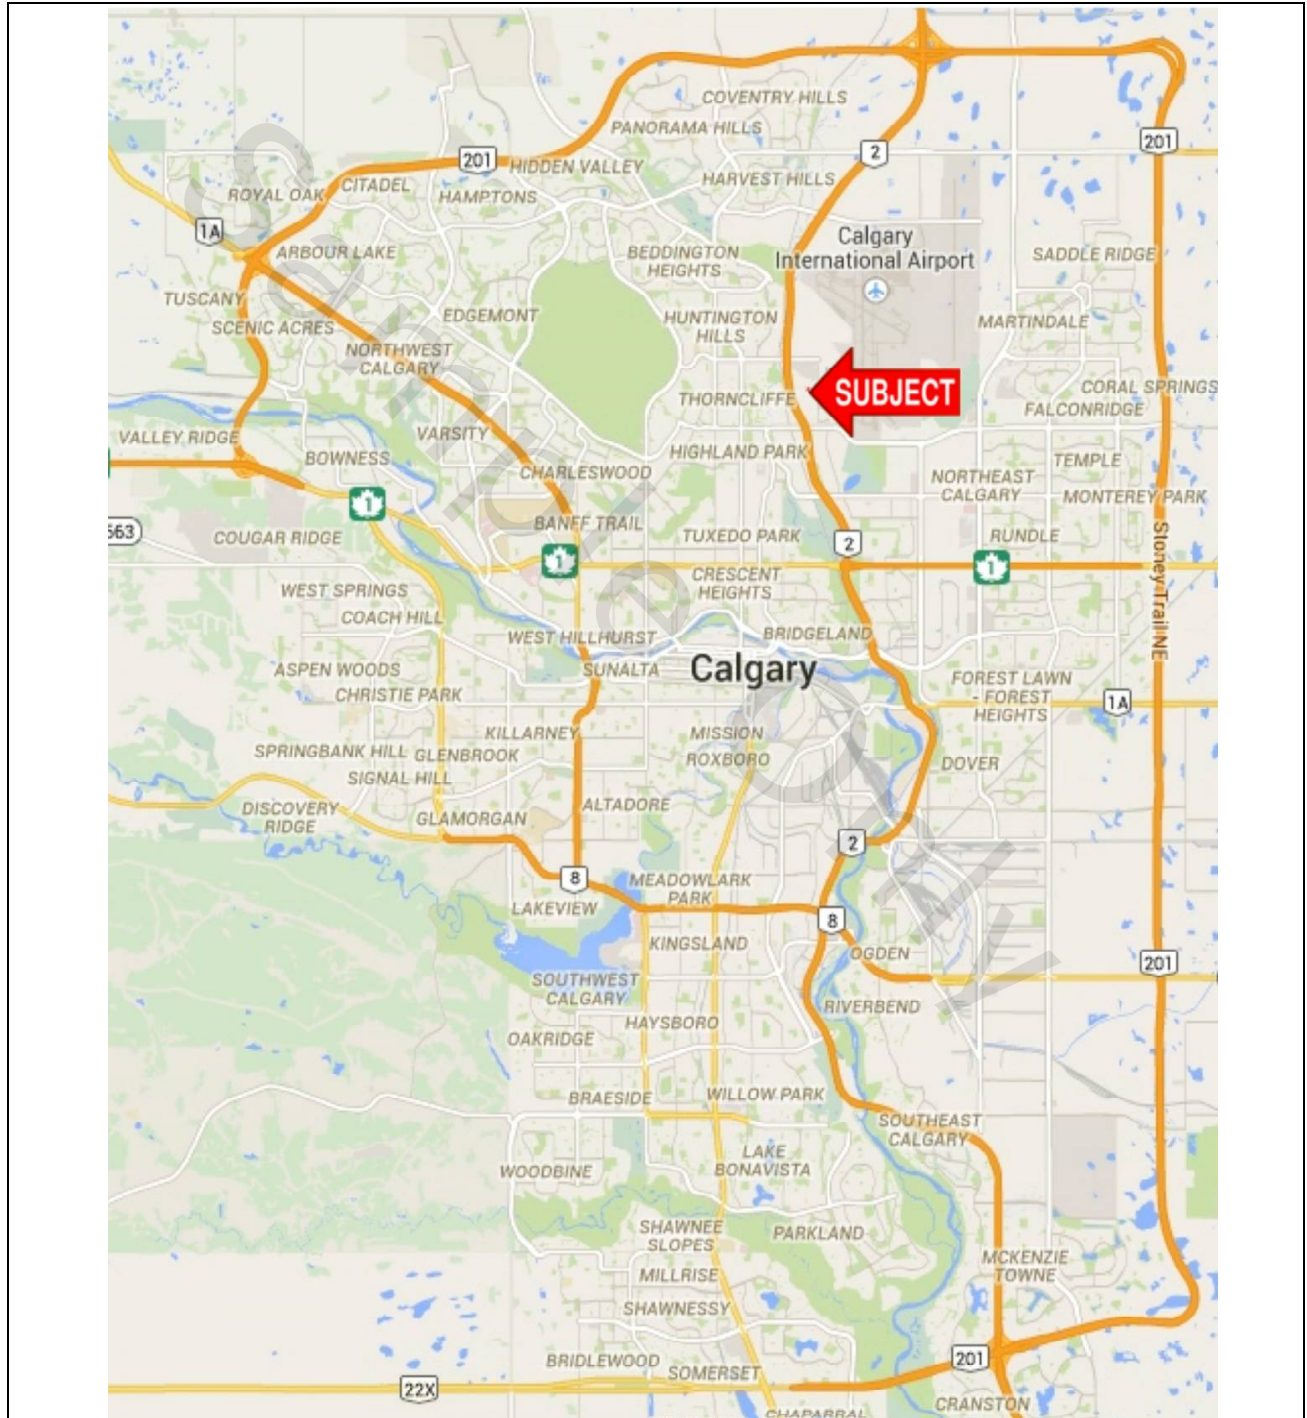 COVENTRY HILLS
PANORAMA HILLS
2
201
201
HIDDEN VALLEY
CITADEL
HARVEST HILLS
ROYAL OAK
HAMPTONS
1A
Calgary
International Airport
ARBOUR LAKE
BEDDINGTON
HEIGHTS
SADDLE RIDGE
TUSCANY
SCENIC ACRES
EDGEMONT
HUNTINGTON
HILLS
MARTINDALE
NORTHWEST
CALGARY
SUBJECT
THORNCLIFFE
CORAL SPRINGS
FALCONRIDGE
VALLEY RIDGE
VARSITY
BOWNESS
HIGHLAND PARK
TEMPLE
CHARLESWOOD
NORTHEAST
CALGARY
MONTEREY PARK
1
563
COUGAR RIDGE
BANFF TRAIL
TUXEDO PARK
2
RUNDLE
1
1
Stoney Trail NE
CRESCENT
HEIGHTS
WEST SPRINGS
COACH HILL
WEST HILLHURST
BRIDGELAND
ASPEN WOODS
SUNALTA
Calgary
FOREST LAWN
- FOREST
HEIGHTS
1A
CHRISTIE PARK
KILLARNEY
MISSION
ROXBORO
SPRINGBANK HILL
GLENBROOK
DOVER
SIGNAL HILL
DISCOVERY
RIDGE
GLAMORGAN
ALTADORE
2
8
MEADOWLARK
PARK
LAKEVIEW
8
KINGSLAND
OGDEN
201
SOUTHWEST
CALGARY
RIVERBEND
HAYSBORO
OAKRIDGE
BRAESIDE
WILLOW PARK
SOUTHEAST
CALGARY
LAKE
BONAVISTA
WOODBINE
SHAWNEE
SLOPES
PARKLAND
MCKENZIE
TOWNE
MILLRISE
SHAWNESSY
BRIDLEWOOD
SOMERSET
201
22X
CRANSTON
CHAPARRAL
Sample Only